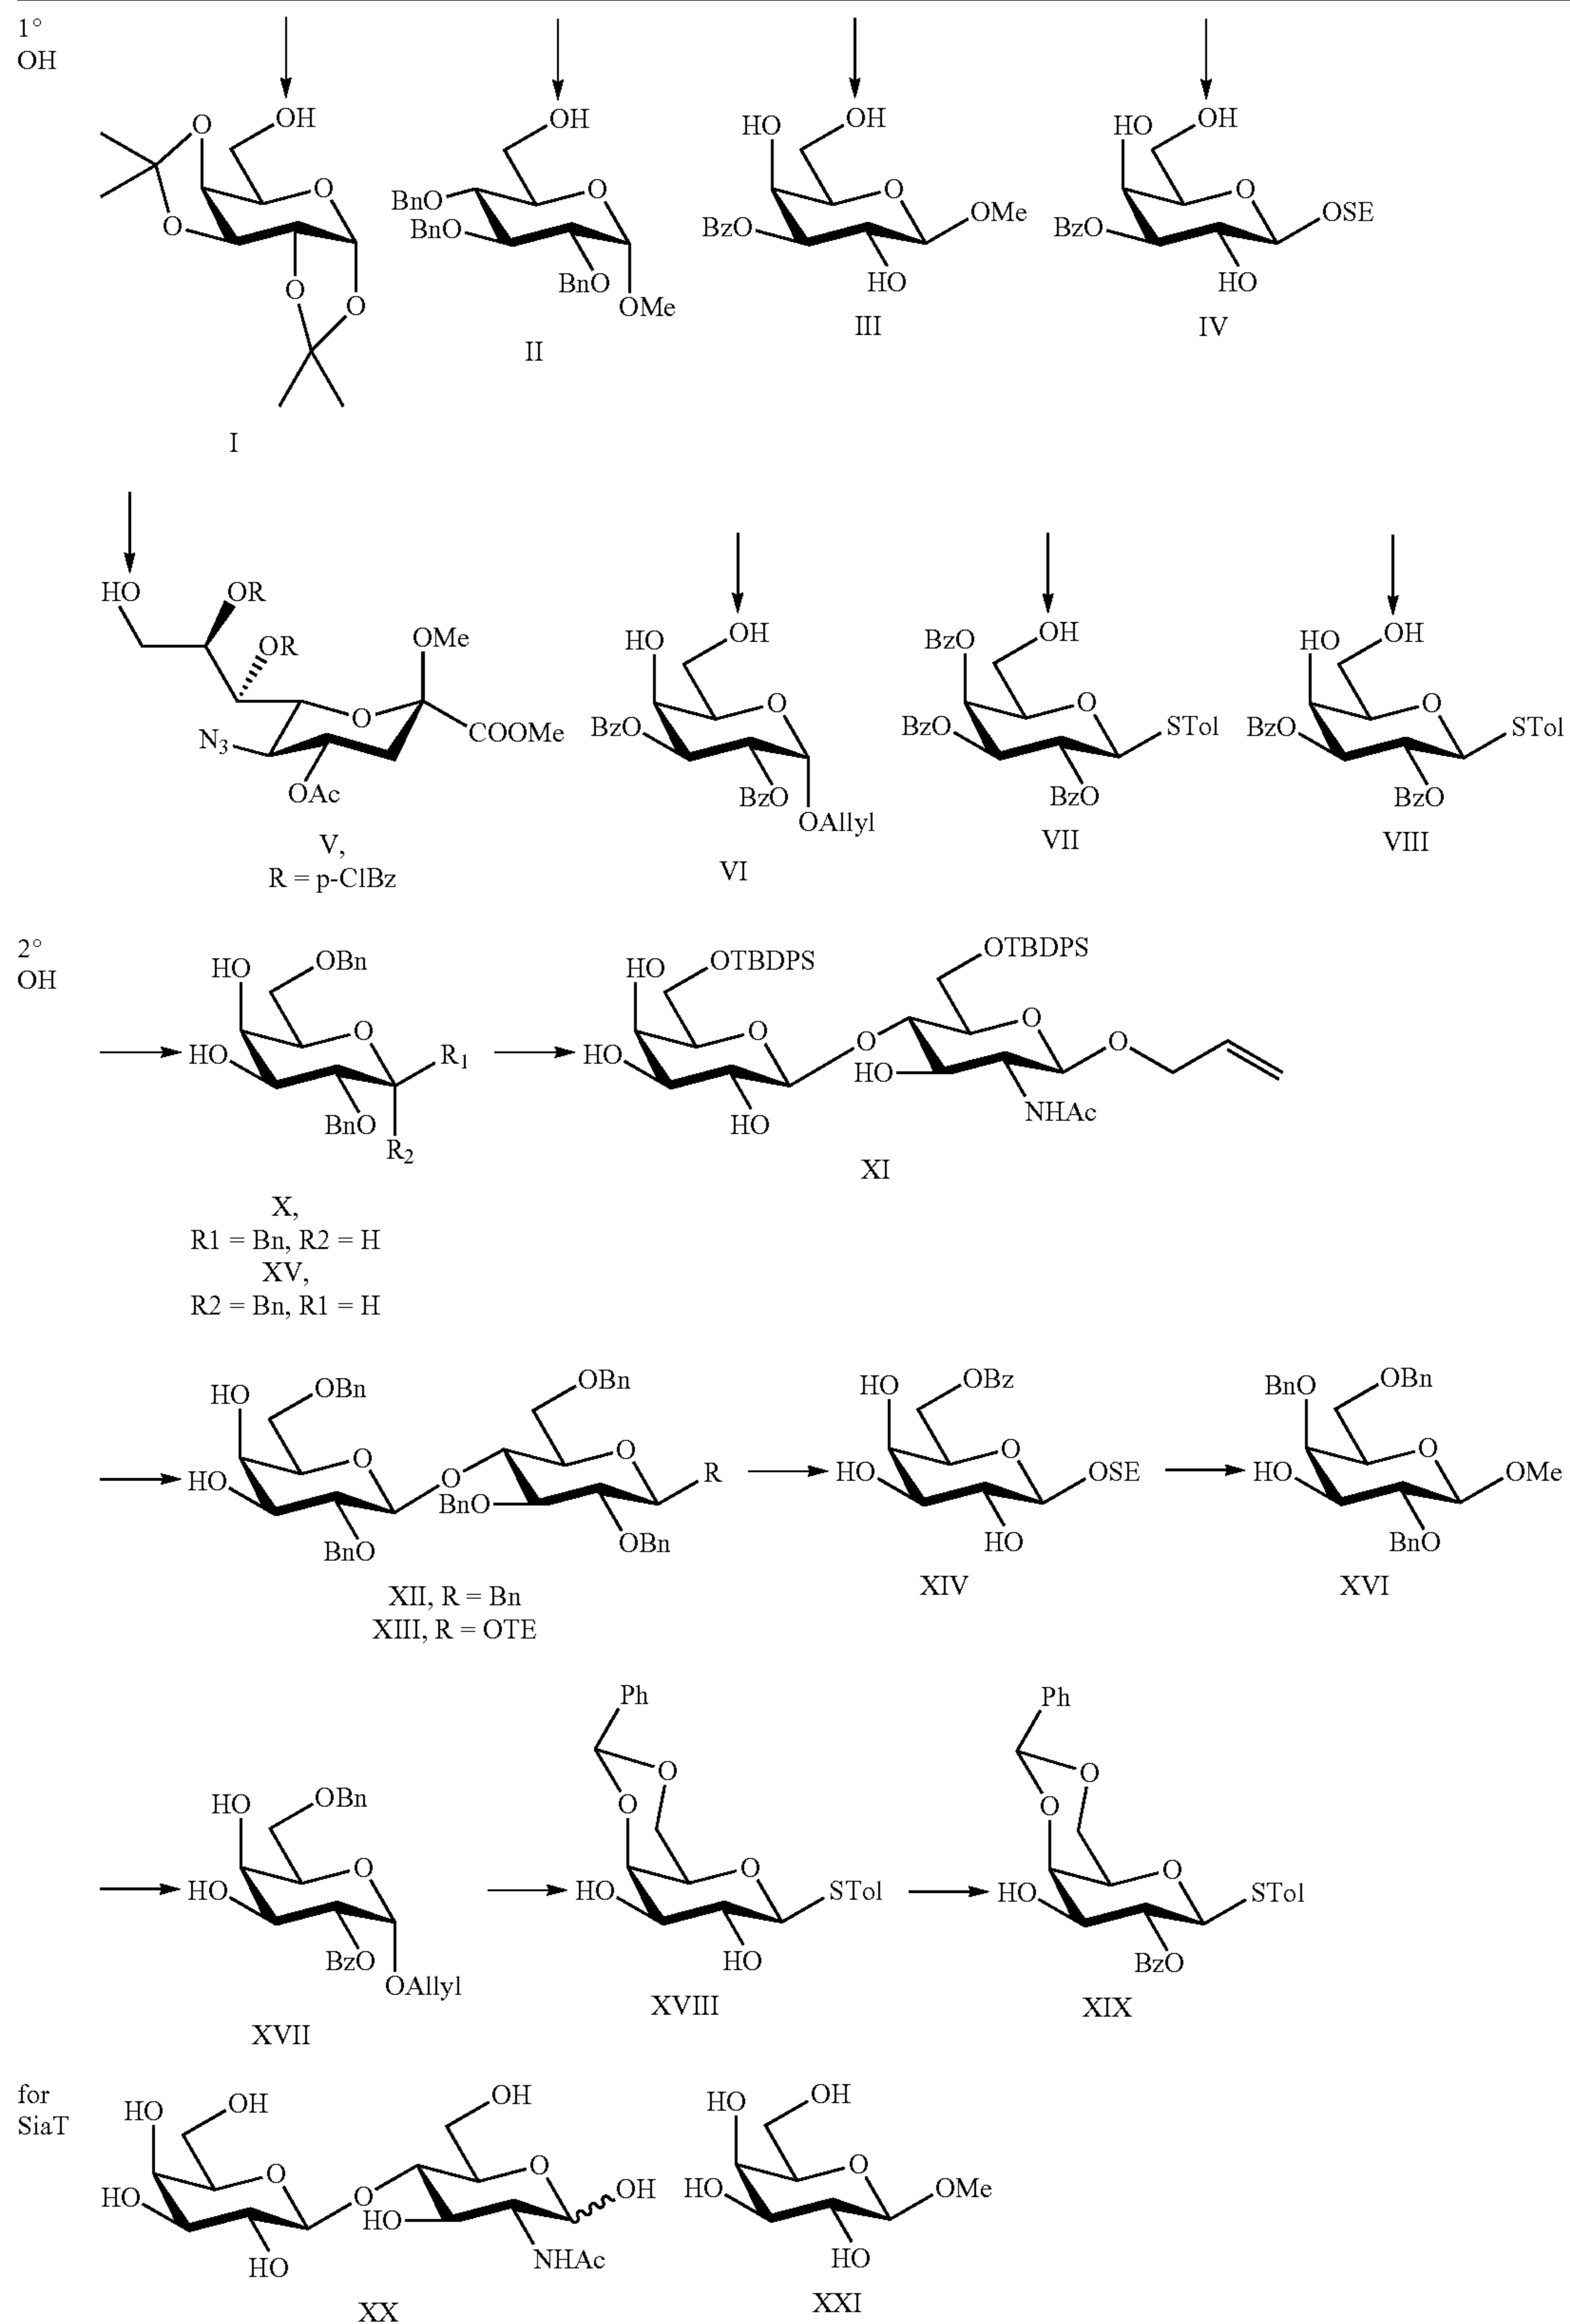 1°
OH
O
OH
O
O
O
O
I
OH
O
BnO
BnO
BnO
OMe
II
HO
OH
O
OMe
BzO
HO
III
HO
OH
O
OSE
BzO
HO
IV
HO
OR
OR
OMe
O
COOMe
N3
OAc
V,
R = p-ClBz
HO
OH
O
BzO
BzO
OAllyl
VI
BzO
OH
O
STol
BzO
BzO
VII
HO
OH
O
STol
BzO
BzO
VIII
2°
OH
HO
OBn
O
HO
R1
BnO
R2
X,
R1 = Bn, R2 = H
XV,
R2 = Bn, R1 = H
HO
OTBDPS
OTBDPS
O
O
O
O
HO
HO
HO
NHAc
XI
HO
OBn
OBn
O
O
O
HO
R
BnO
BnO
OBn
XII, R = Bn
XIII, R = OTE
HO
OBz
O
HO
OSE
HO
XIV
BnO
OBn
O
HO
OMe
BnO
XVI
HO
OBn
O
HO
BzO
OAllyl
XVII
Ph
O
O
O
HO
STol
HO
XVIII
Ph
O
O
O
HO
STol
BzO
XIX
for
SiaT
HO
OH
OH
O
O
O
OH
HO
HO
HO
NHAc
XX
HO
OH
O
HO
OMe
HO
XXI